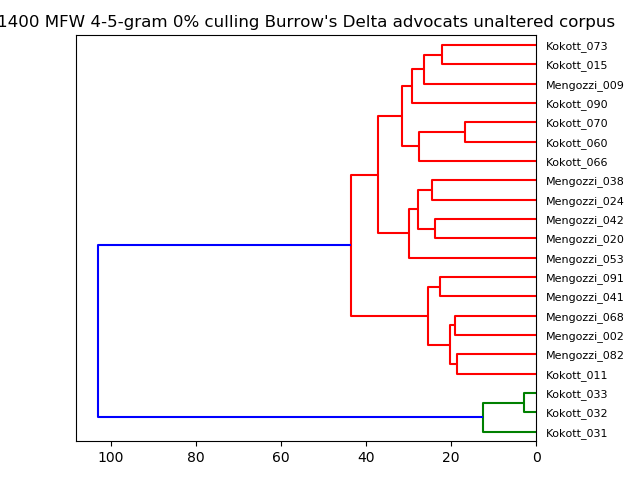 1400 MFW 4-5-gram 0% culling Burrow's Delta advocats unaltered corpus
Kokott_073
Kokott_015
Mengozzi_009
Kokott_090
Kokott_070
Kokott_060
Kokott_066
Mengozzi_038
Mengozzi_024
Mengozzi_042
Mengozzi_020
Mengozzi_053
Mengozzi_091
Mengozzi_041
Mengozzi_068
Mengozzi_002
Mengozzi_082
Kokott_011
Kokott_033
Kokott_032
Kokott_031
100 80 60 40 20 0